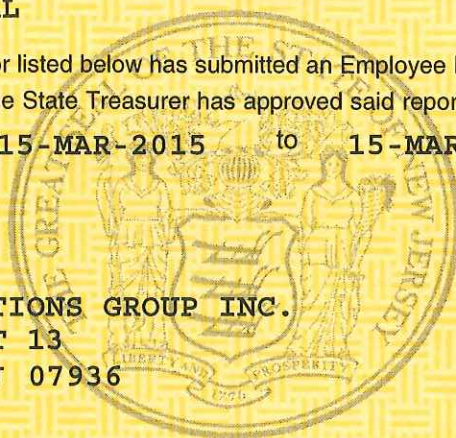 or listed below has submitted an Employee
e State Treasurer has approved said repor
15-MAR-2015 to 15-MAR
TIONS GROUP INC.
13
07936
THE GREAT SEAL OF THE STATE OF NEW JERSEY
LIBERTY AND PROSPERITY
1776